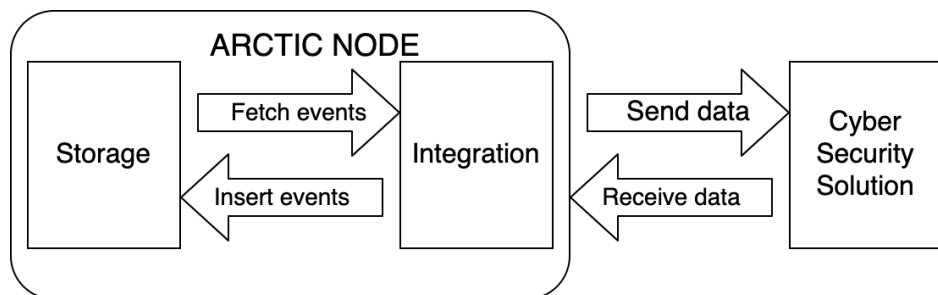 ARCTIC NODE
Storage
Fetch events
Insert events
Integration
Send data
Receive data
Cyber
Security
Solution